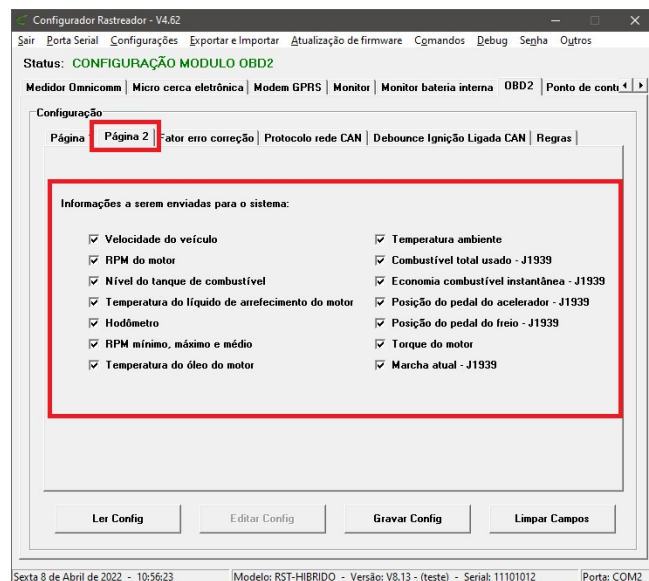 Configurador Rastreador - V4.62
Sair Porta Serial Configurações Exportar e Importar Atualização de firmware Comandos Debug Senha Outros
Status: CONFIGURAÇÃO MODULO OBD2
Medidor Omnicomm Micro cerca eletrônica Modem GPRS Monitor Monitor bateria interna OBD2 Ponto de
Configuração
Página Página 2 Fator erro correção Protocolo rede CAN Debounce Ignição Ligada CAN Regras
Informações a serem enviadas para o sistema:
Velocidade do veículo Temperatura ambiente
RPM do motor Combustível total usado - J1939
Nível do tanque de combustível Economia combustível instantânea - J1939
Temperatura do líquido de arrefecimento do motor Posição do pedal do acelerador - J1939
Hodômetro Posição do pedal do freio - J1939
RPM mínimo, máximo e médio Torque do motor
Temperatura do óleo do motor Marcha atual - J1939
Ler Config Editar Config Gravar Config Limpar Campos
Sexta 8 de Abril de 2022 - 10:56:23 Modelo: RST-HIBRIDO - Versão: V8.13 - (teste) - Serial: 11101012 Porta: COM2